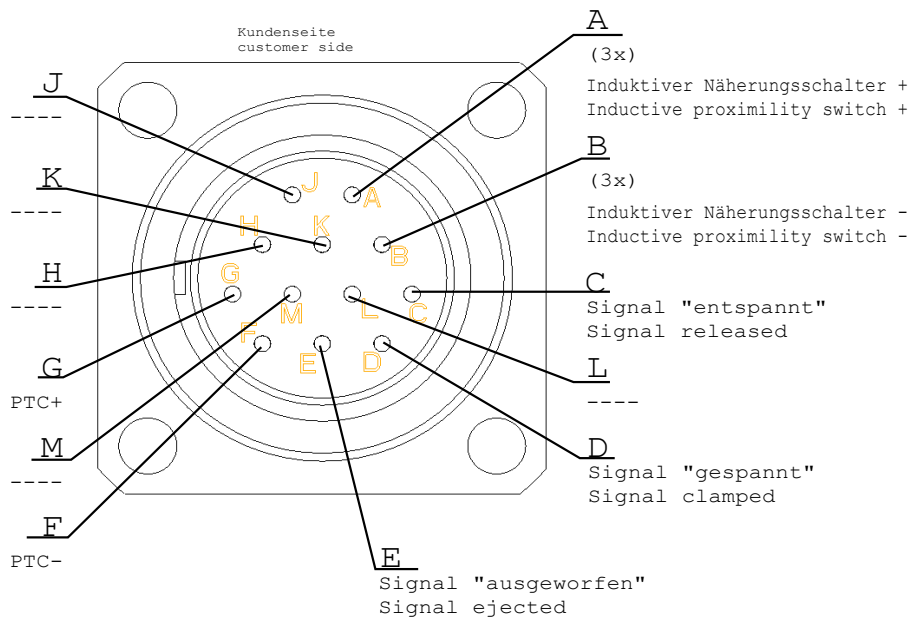 Kundenseite
customer side
A
(3x)
Induktiver Näherungsschalter +
Inductive proximility switch +
J
----
B
(3x)
Induktiver Näherungsschalter -
Inductive proximility switch -
K
----
H
----
C
Signal "entspannt"
Signal released
G
PTC+
L
----
M
----
D
Signal "gespannt"
Signal clamped
F
PTC-
E
Signal "ausgeworfen"
Signal ejected
J
A
H
K
B
G
M
L
C
F
E
D